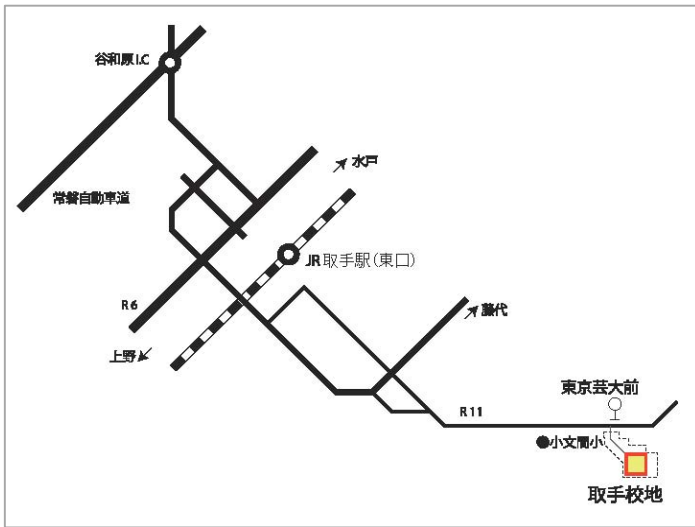 谷和原I.C
水戸
常磐自動車道
JR取手駅(東口)
R6
上野
藤代
東京芸大前
R11
●小文間小
取手校地